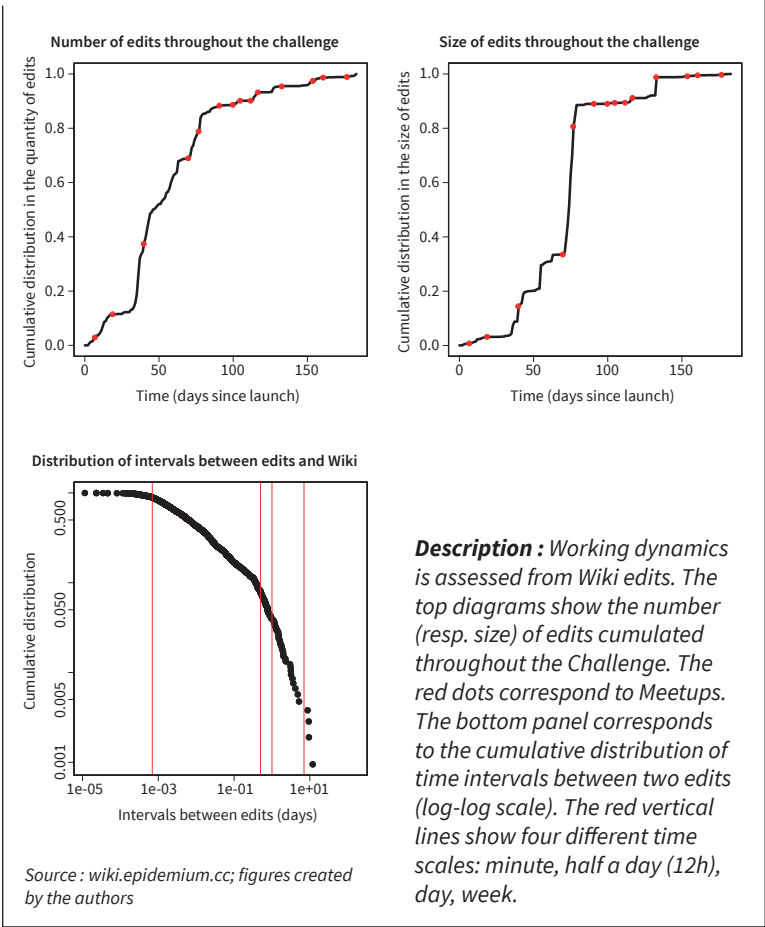 Number of edits throughout the challenge
Cumulative distribution in the quantity of edits
1.0
0.8
0.6
0.4
0.2
0.0
0
50
100
150
Time (days since launch)
Size of edits throughout the challenge
Cumulative distribution in the size of edits
1.0
0.8
0.6
0.4
0.2
0.0
0
50
100
150
Time (days since launch)
Distribution of intervals between edits and Wiki
Cumulative distribution
0.500
0.050
0.005
0.001
1e-05
1e-03
1e-01
1e+01
Intervals between edits (days)
Source : wiki.epidemium.cc; figures created
by the authors
Description : Working dynamics
is assessed from Wiki edits. The
top diagrams show the number
(resp. size) of edits cumulated
throughout the Challenge. The
red dots correspond to Meetups.
The bottom panel corresponds
to the cumulative distribution of
time intervals between two edits
(log-log scale). The red vertical
lines show four different time
scales: minute, half a day (12h),
day, week.